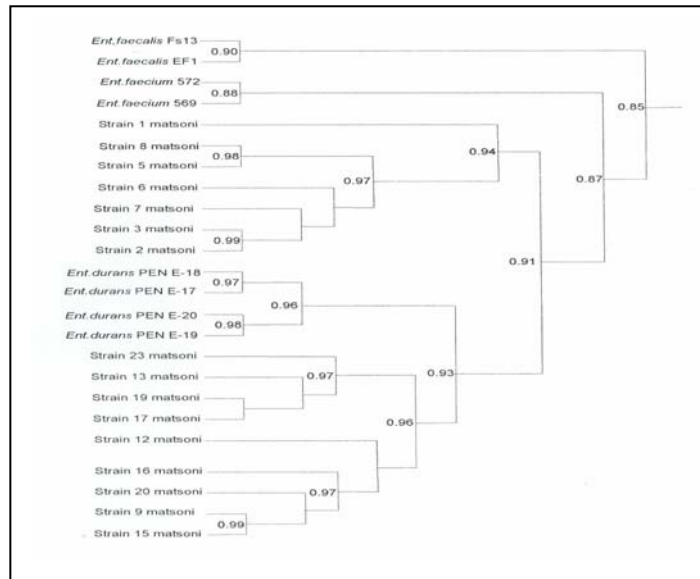 Ent,faecalis Fs13
0.90
Ent.faecalis EF1
Ent.faecium 572
0.88
Ent.faecium 569
0.85
Strain 1 matsoni
Strain 8 matsoni
0.98
0.94
Strain 5 matsoni
0.97
0.87
Strain 6 matsoni
Strain 7 matsoni
Strain 3 matsoni
0.99
Strain 2 matsoni
0.91
Ent.durans PEN E-18
0.97
Ent.durans PEN E-17
0.96
Ent.durans PEN E-20
0.98
Ent.durans PEN E-19
Strain 23 matsoni
0.97
0.93
Strain 13 matsoni
Strain 19 matsoni
Strain 17 matsoni
0.96
Strain 12 matsoni
Strain 16 matsoni
0.97
Strain 20 matsoni
Strain 9 matsoni
0.99
Strain 15 matsoni